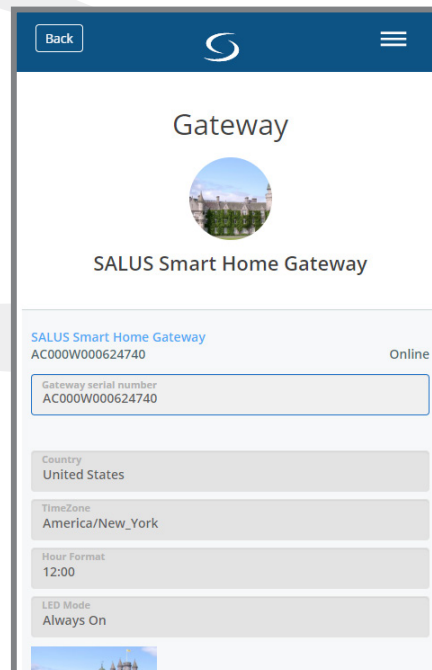 Back
Gateway
SALUS Smart Home Gateway
SALUS Smart Home Gateway
AC000W000624740
Online
Gateway serial number
AC000W000624740
Country
United States
TimeZone
America/New_York
Hour Format
12:00
LED Mode
Always On